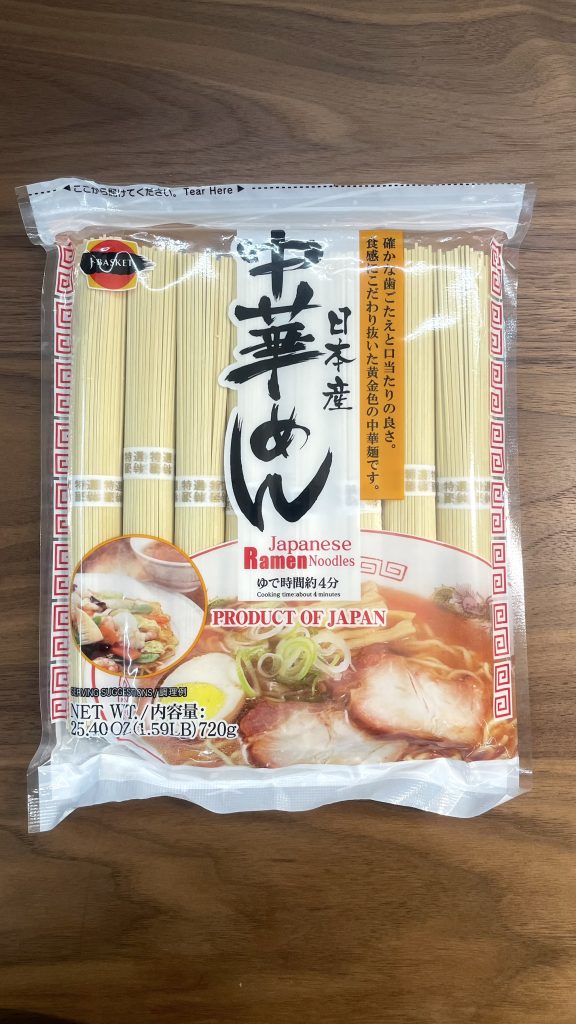 ここから開けてください。 Tear Here
J-BASKET
中華めん
日本産
確かな歯ごたえと口当たりの良さ。
食感にこだわり抜いた黄金色の中華麺です。
Japanese
Ramen Noodles
ゆで時間約4分
Cooking time:about 4 minutes
PRODUCT OF JAPAN
SERVING SUGGESTIONS/調理例
NET WT./内容量:
25.40 OZ (1.59LB) 720g